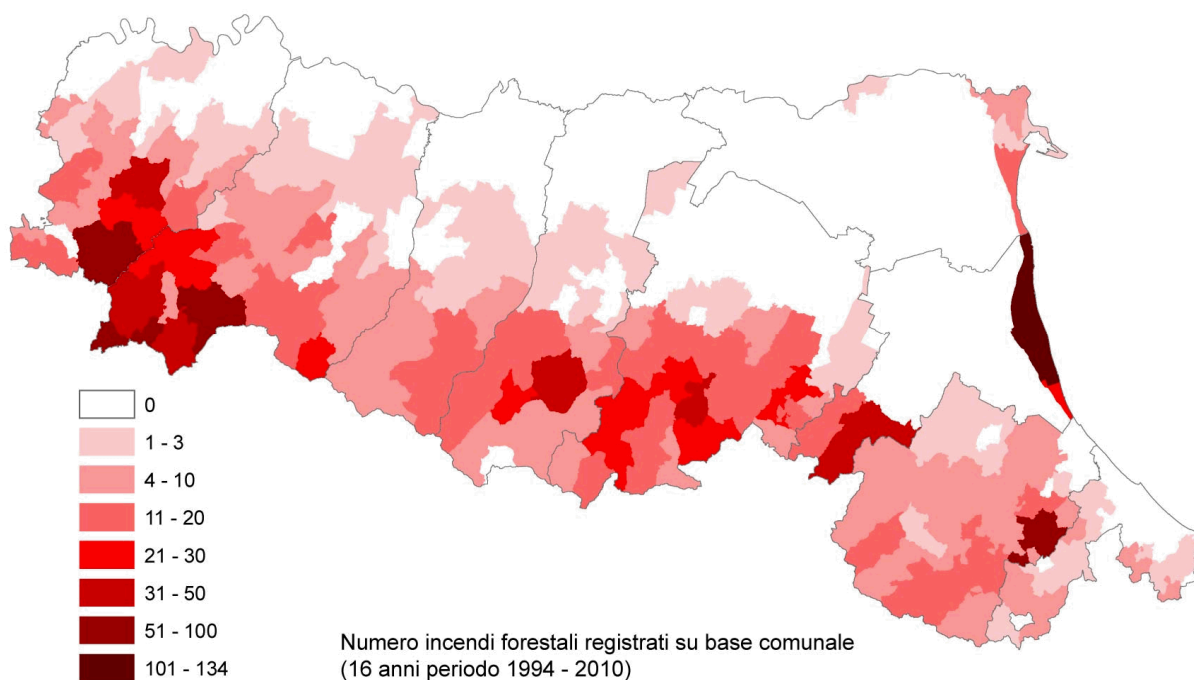 0
1 - 3
4 - 10
11 - 20
21 - 30
31 - 50
51 - 100
101 - 134
Numero incendi forestali registrati su base comunale
(16 anni periodo 1994 - 2010)